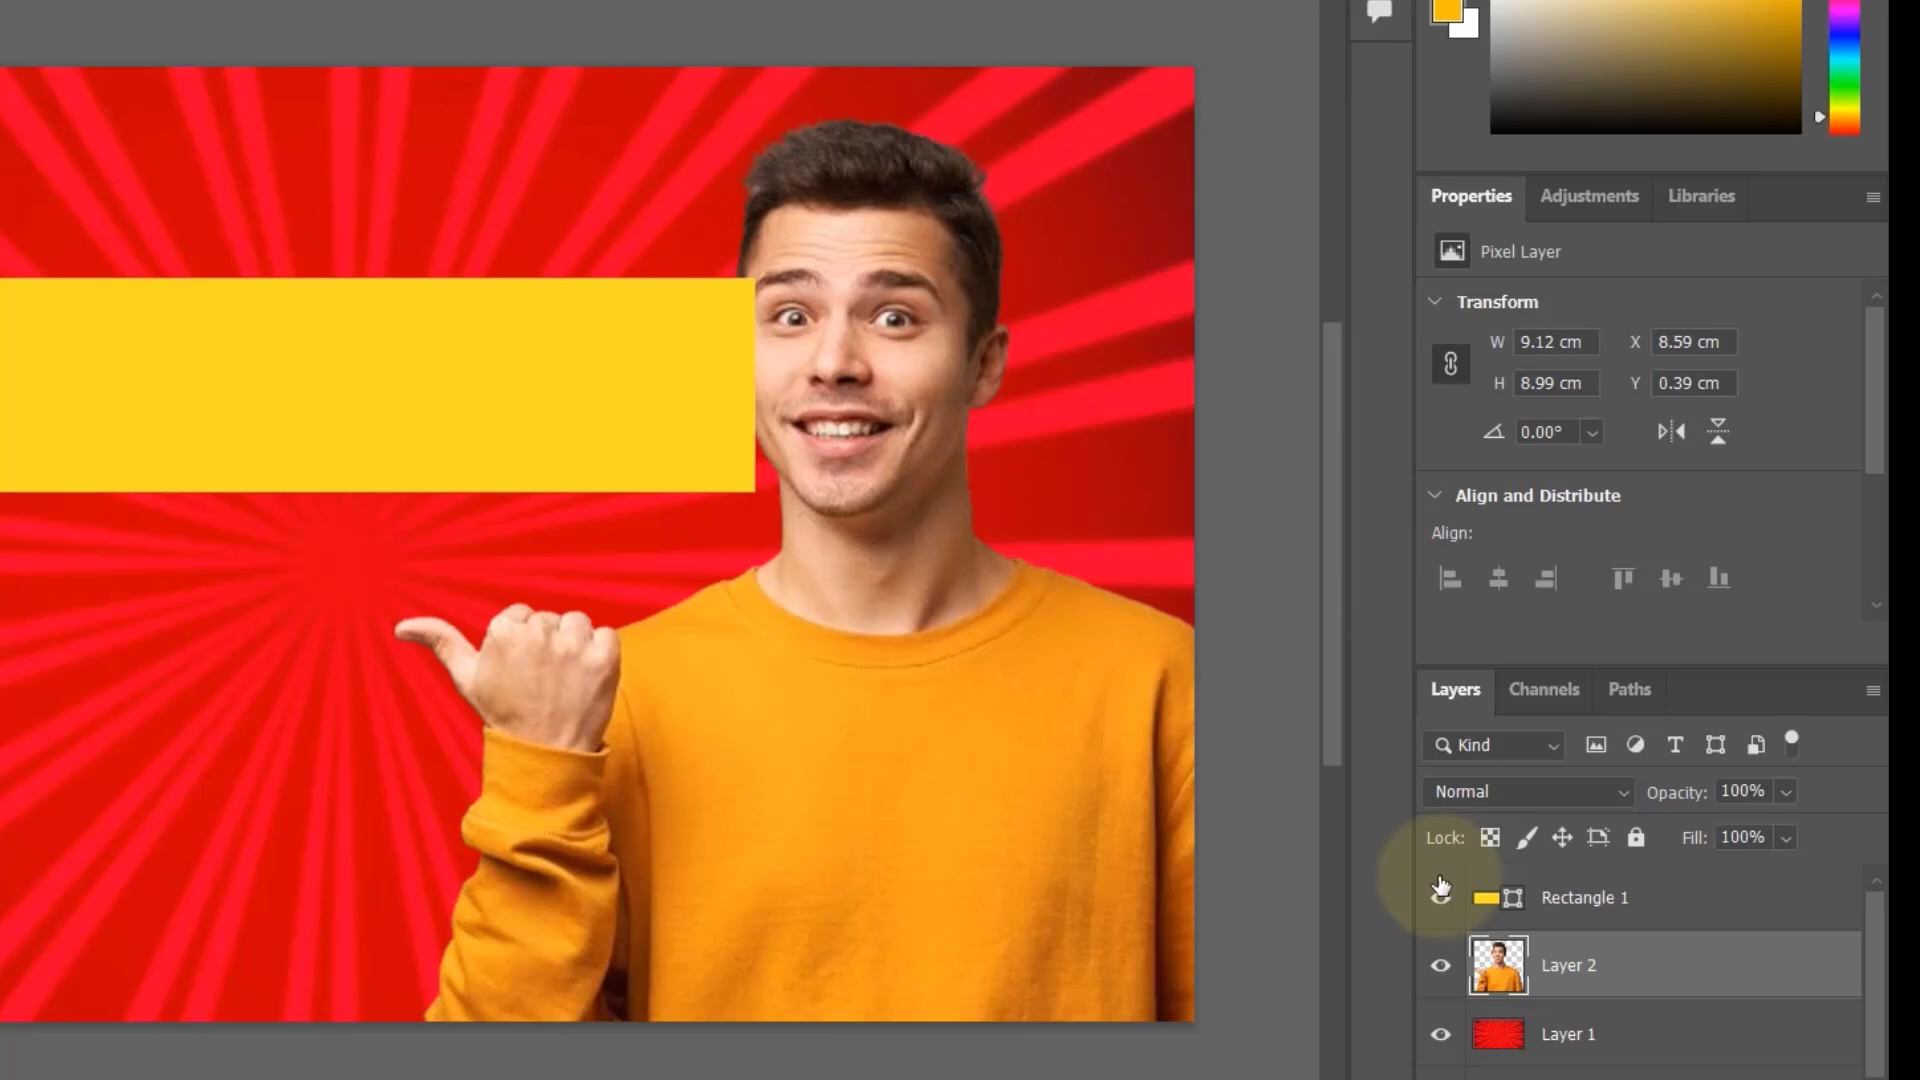 Properties Adjustments Libraries
Pixel Layer
Transform
W 9.12 cm X 8.59 cm
H 8.99 cm Y 0.39 cm
0.00°
Align and Distribute
Align:
Layers Channels Paths
Kind
Normal Opacity: 100%
Lock: Fill: 100%
Rectangle 1
Layer 2
Layer 1